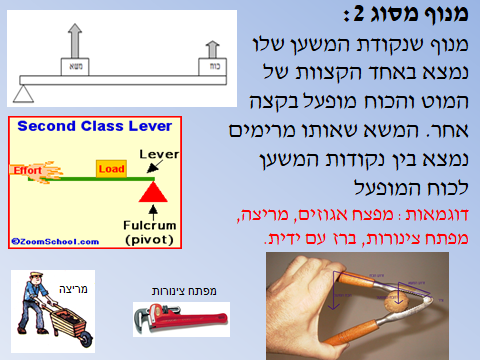 מנוף מסוג 2:
מנוף שנקודת המשען שלו
נמצא באחד הקצוות של
המוט והכוח מופעל בקצה
אחר. המשא שאותו מרימים
נמצא בין נקודות המשען
לכוח המופעל
דוגמאות: מפצח אגוזים, מריצה,
מפתח צינורות, ברז עם ידית.
משא
כוח
Second Class Lever
Lever
Load
Effort
Fulcrum
(pivot)
©ZoomSchool.com
מריצה
מפתח צינורות